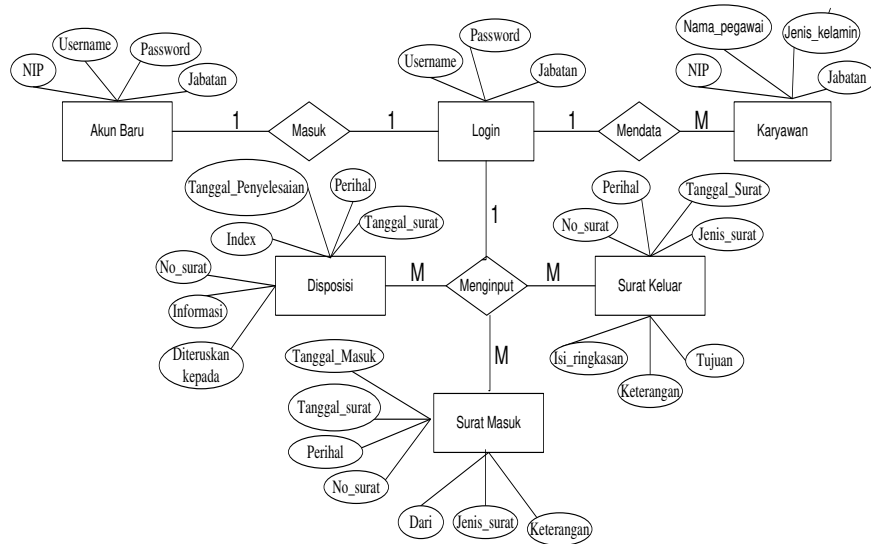 Username
Password
NIP
Jabatan
Akun Baru
1
Masuk
1
Password
Username
Jabatan
Login
1
Mendata
M
Nama_pegawai
Jenis_kelamin
NIP
Jabatan
Karyawan
Tanggal_Penyelesaian
Perihal
Tanggal_surat
Index
No_surat
Informasi
Diteruskan
kepada
Disposisi
M
1
Menginput
M
Perihal
Tanggal_Surat
No_surat
Jenis_surat
Surat Keluar
Isi_ringkasan
Tujuan
Keterangan
M
Tanggal_Masuk
Tanggal_surat
Perihal
No_surat
Surat Masuk
Dari
Jenis_surat
Keterangan